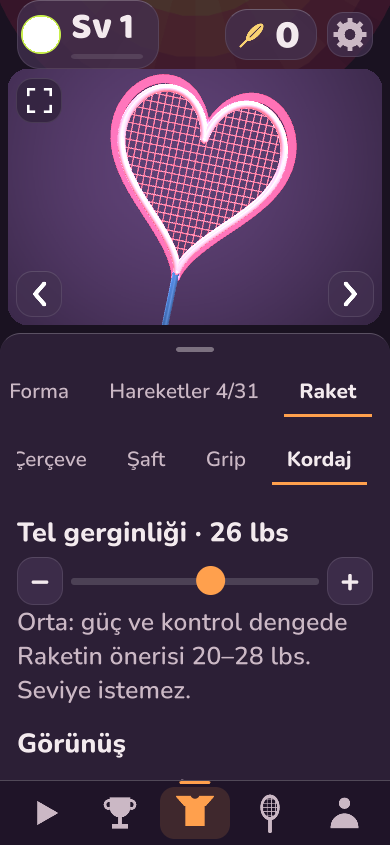 Sv 1
0
Forma Hareketler 4/31 Raket
Çerçeve Şaft Grip Kordaj
Tel gerginliği · 26 lbs
Orta: güç ve kontrol dengede
Raketin önerisi 20–28 lbs.
Seviye istemez.
Görünüş